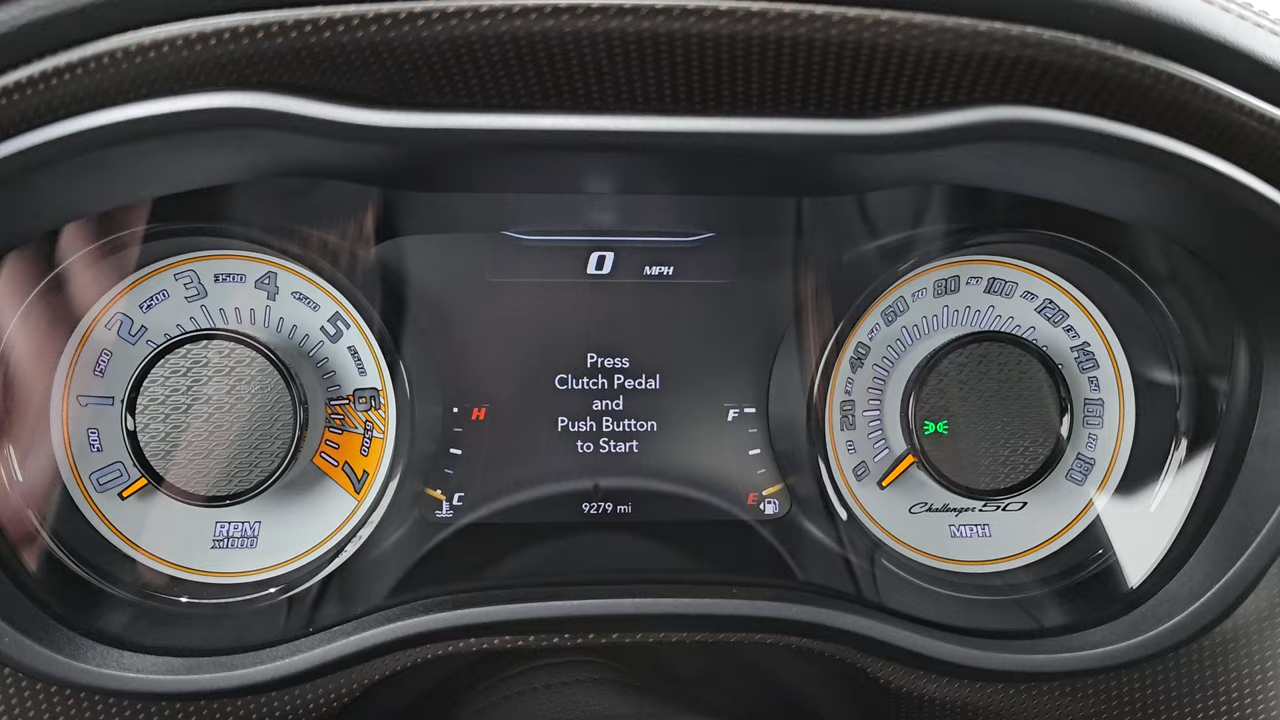 0
500
1
1500
2
2500
3
3500
4
4500
5
5500
6
6500
7
RPM
x1000
0 MPH
Press
Clutch Pedal
and
Push Button
to Start
H
C
F
E
9279 mi
0
10
20
30
40
50
60
70
80
90
100
110
120
130
140
150
160
170
180
Challenger 50
MPH